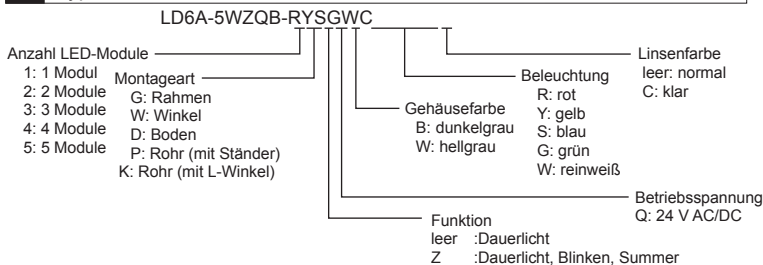 LD6A-5WZQB-RYSGWC
Anzahl LED-Module
1: 1 Modul
2: 2 Module
3: 3 Module
4: 4 Module
5: 5 Module
Montageart
G: Rahmen
W: Winkel
D: Boden
P: Rohr (mit Ständer)
K: Rohr (mit L-Winkel)
Gehäusefarbe
B: dunkelgrau
W: hellgrau
Beleuchtung
R: rot
Y: gelb
S: blau
G: grün
W: reinweiß
Linsenfarbe
leer: normal
C: klar
Betriebsspannung
Q: 24 V AC/DC
Funktion
leer :Dauerlicht
Z :Dauerlicht, Blinken, Summer